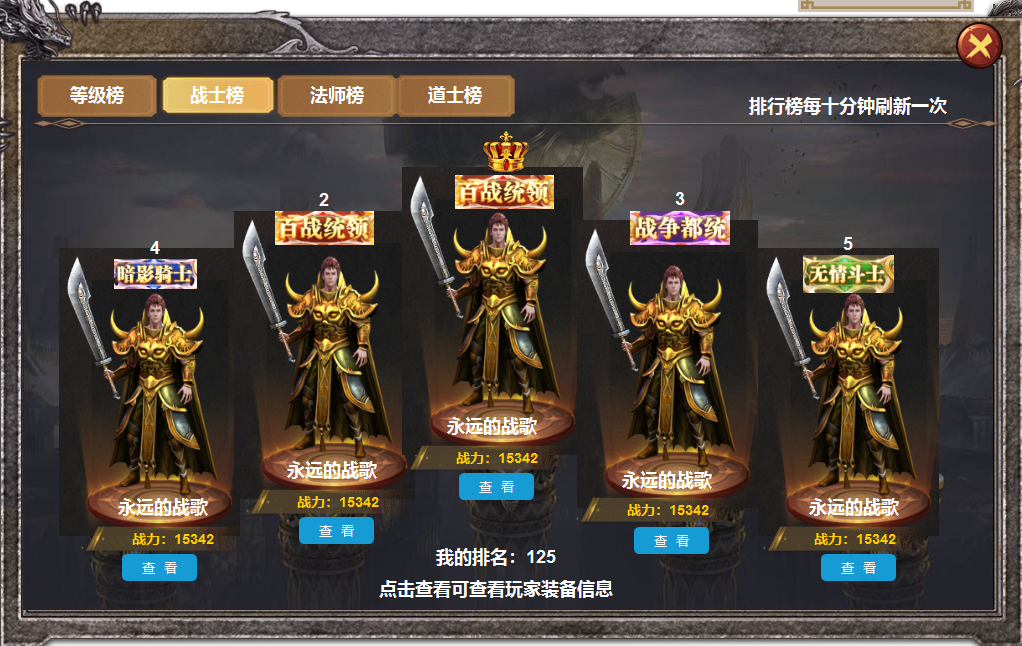 等级榜
战士榜
法师榜
道士榜
排行榜每十分钟刷新一次
4
暗影骑士
永远的战歌
战力：15342
查 看
2
百战统领
永远的战歌
战力：15342
查 看
百战统领
永远的战歌
战力：15342
查 看
3
战争都统
永远的战歌
战力：15342
查 看
5
无情斗士
永远的战歌
战力：15342
查 看
我的排名：125
点击查看可查看玩家装备信息